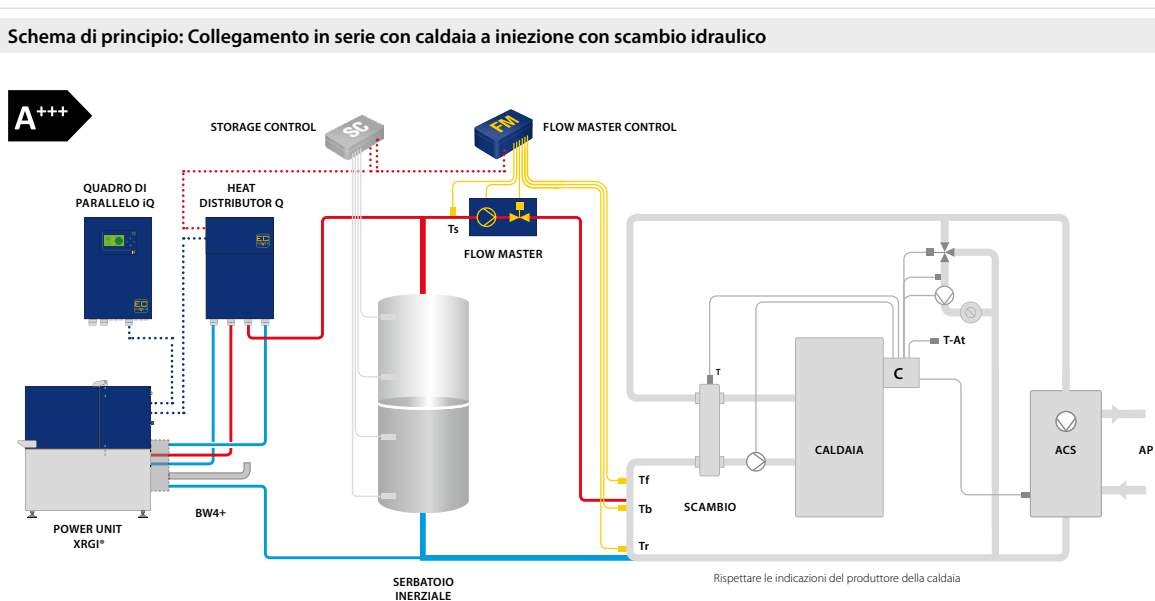 Schema di principio: Collegamento in serie con caldaia a iniezione con scambio idraulico
A+++
STORAGE CONTROL
SC
FM
FLOW MASTER CONTROL
QUADRO DI
PARALLELO iQ
HEAT
DISTRIBUTOR Q
EC
EC
Ts
FLOW MASTER
T-At
T
C
CALDAIA
ACS
AP
Tf
Tb
Tr
SCAMBIO
BW4+
POWER UNIT
XRGI®
SERBATOIO
INERZIALE
Rispettare le indicazioni del produttore della caldaia